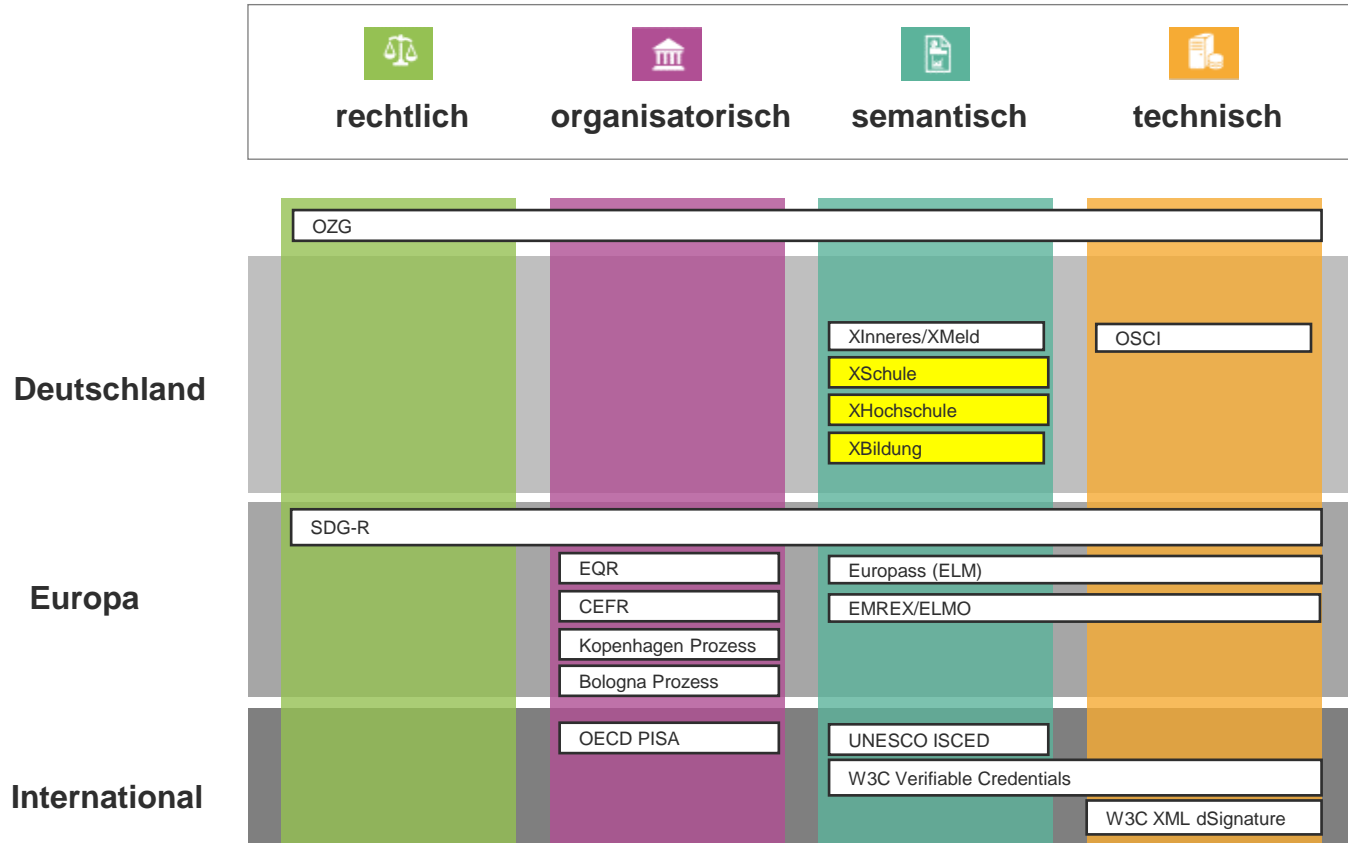 rechtlich
organisatorisch
semantisch
technisch
OZG
Deutschland
XInneres/XMeld
OSCI
XSchule
XHochschule
XBildung
Europa
SDG-R
EQR
Europass (ELM)
CEFR
EMREX/ELMO
Kopenhagen Prozess
Bologna Prozess
International
OECD PISA
UNESCO ISCED
W3C Verifiable Credentials
W3C XML dSignature